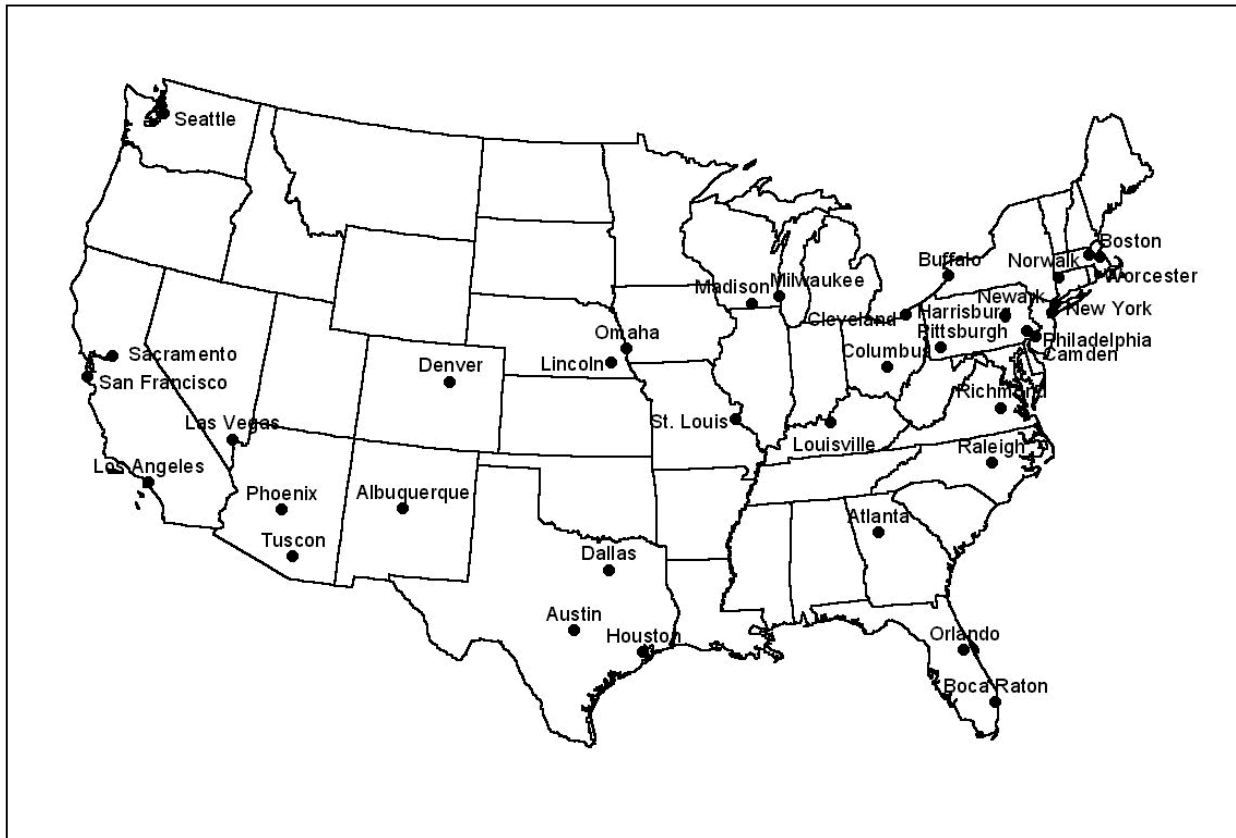 Seattle
Boston
Buffalo
Norwalk
Worcester
Madison
Milwaukee
Newark
New York
Cleveland
Harrisburg
Omaha
Pittsburgh
Philadelphia
Sacramento
Denver
Lincoln
Columbus
Camden
San Francisco
Richmond
Las Vegas
St. Louis
Louisville
Raleigh
Los Angeles
Phoenix
Albuquerque
Atlanta
Tuscon
Dallas
Austin
Houston
Orlando
Boca Raton